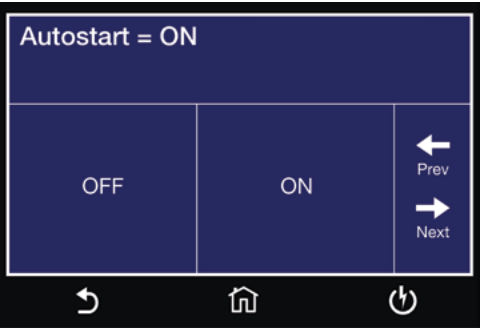 Autostart = ON
OFF
ON
Prev
Next